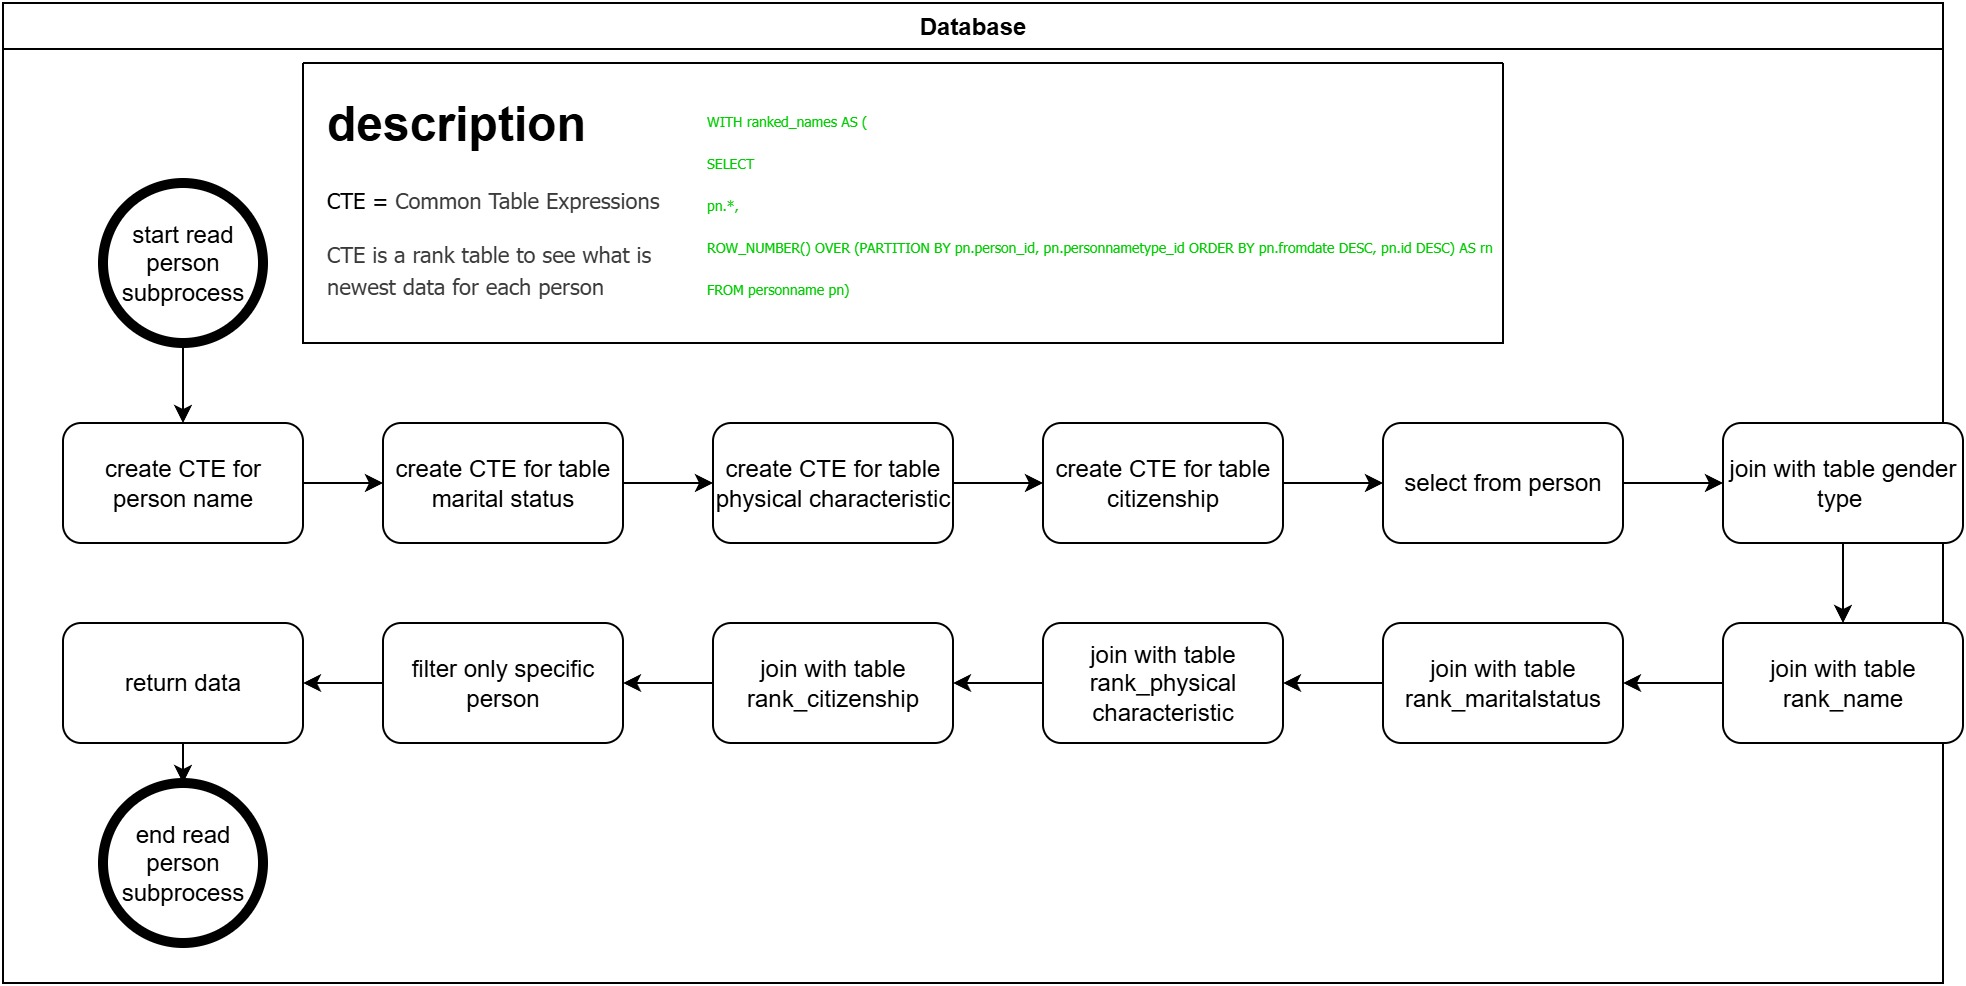 Database
description
CTE = Common Table Expressions
CTE is a rank table to see what is
newest data for each person
WITH ranked_names AS (
SELECT
pn.*,
ROW_NUMBER() OVER (PARTITION BY pn.person_id, pn.personnametype_id ORDER BY pn.fromdate DESC, pn.id DESC) AS rn
FROM personname pn)
start read
person
subprocess
create CTE for
person name
create CTE for table
marital status
create CTE for table
physical characteristic
create CTE for table
citizenship
select from person
join with table gender
type
join with table
rank_name
join with table
rank_maritalstatus
join with table
rank_physical
characteristic
join with table
rank_citizenship
filter only specific
person
return data
end read
person
subprocess